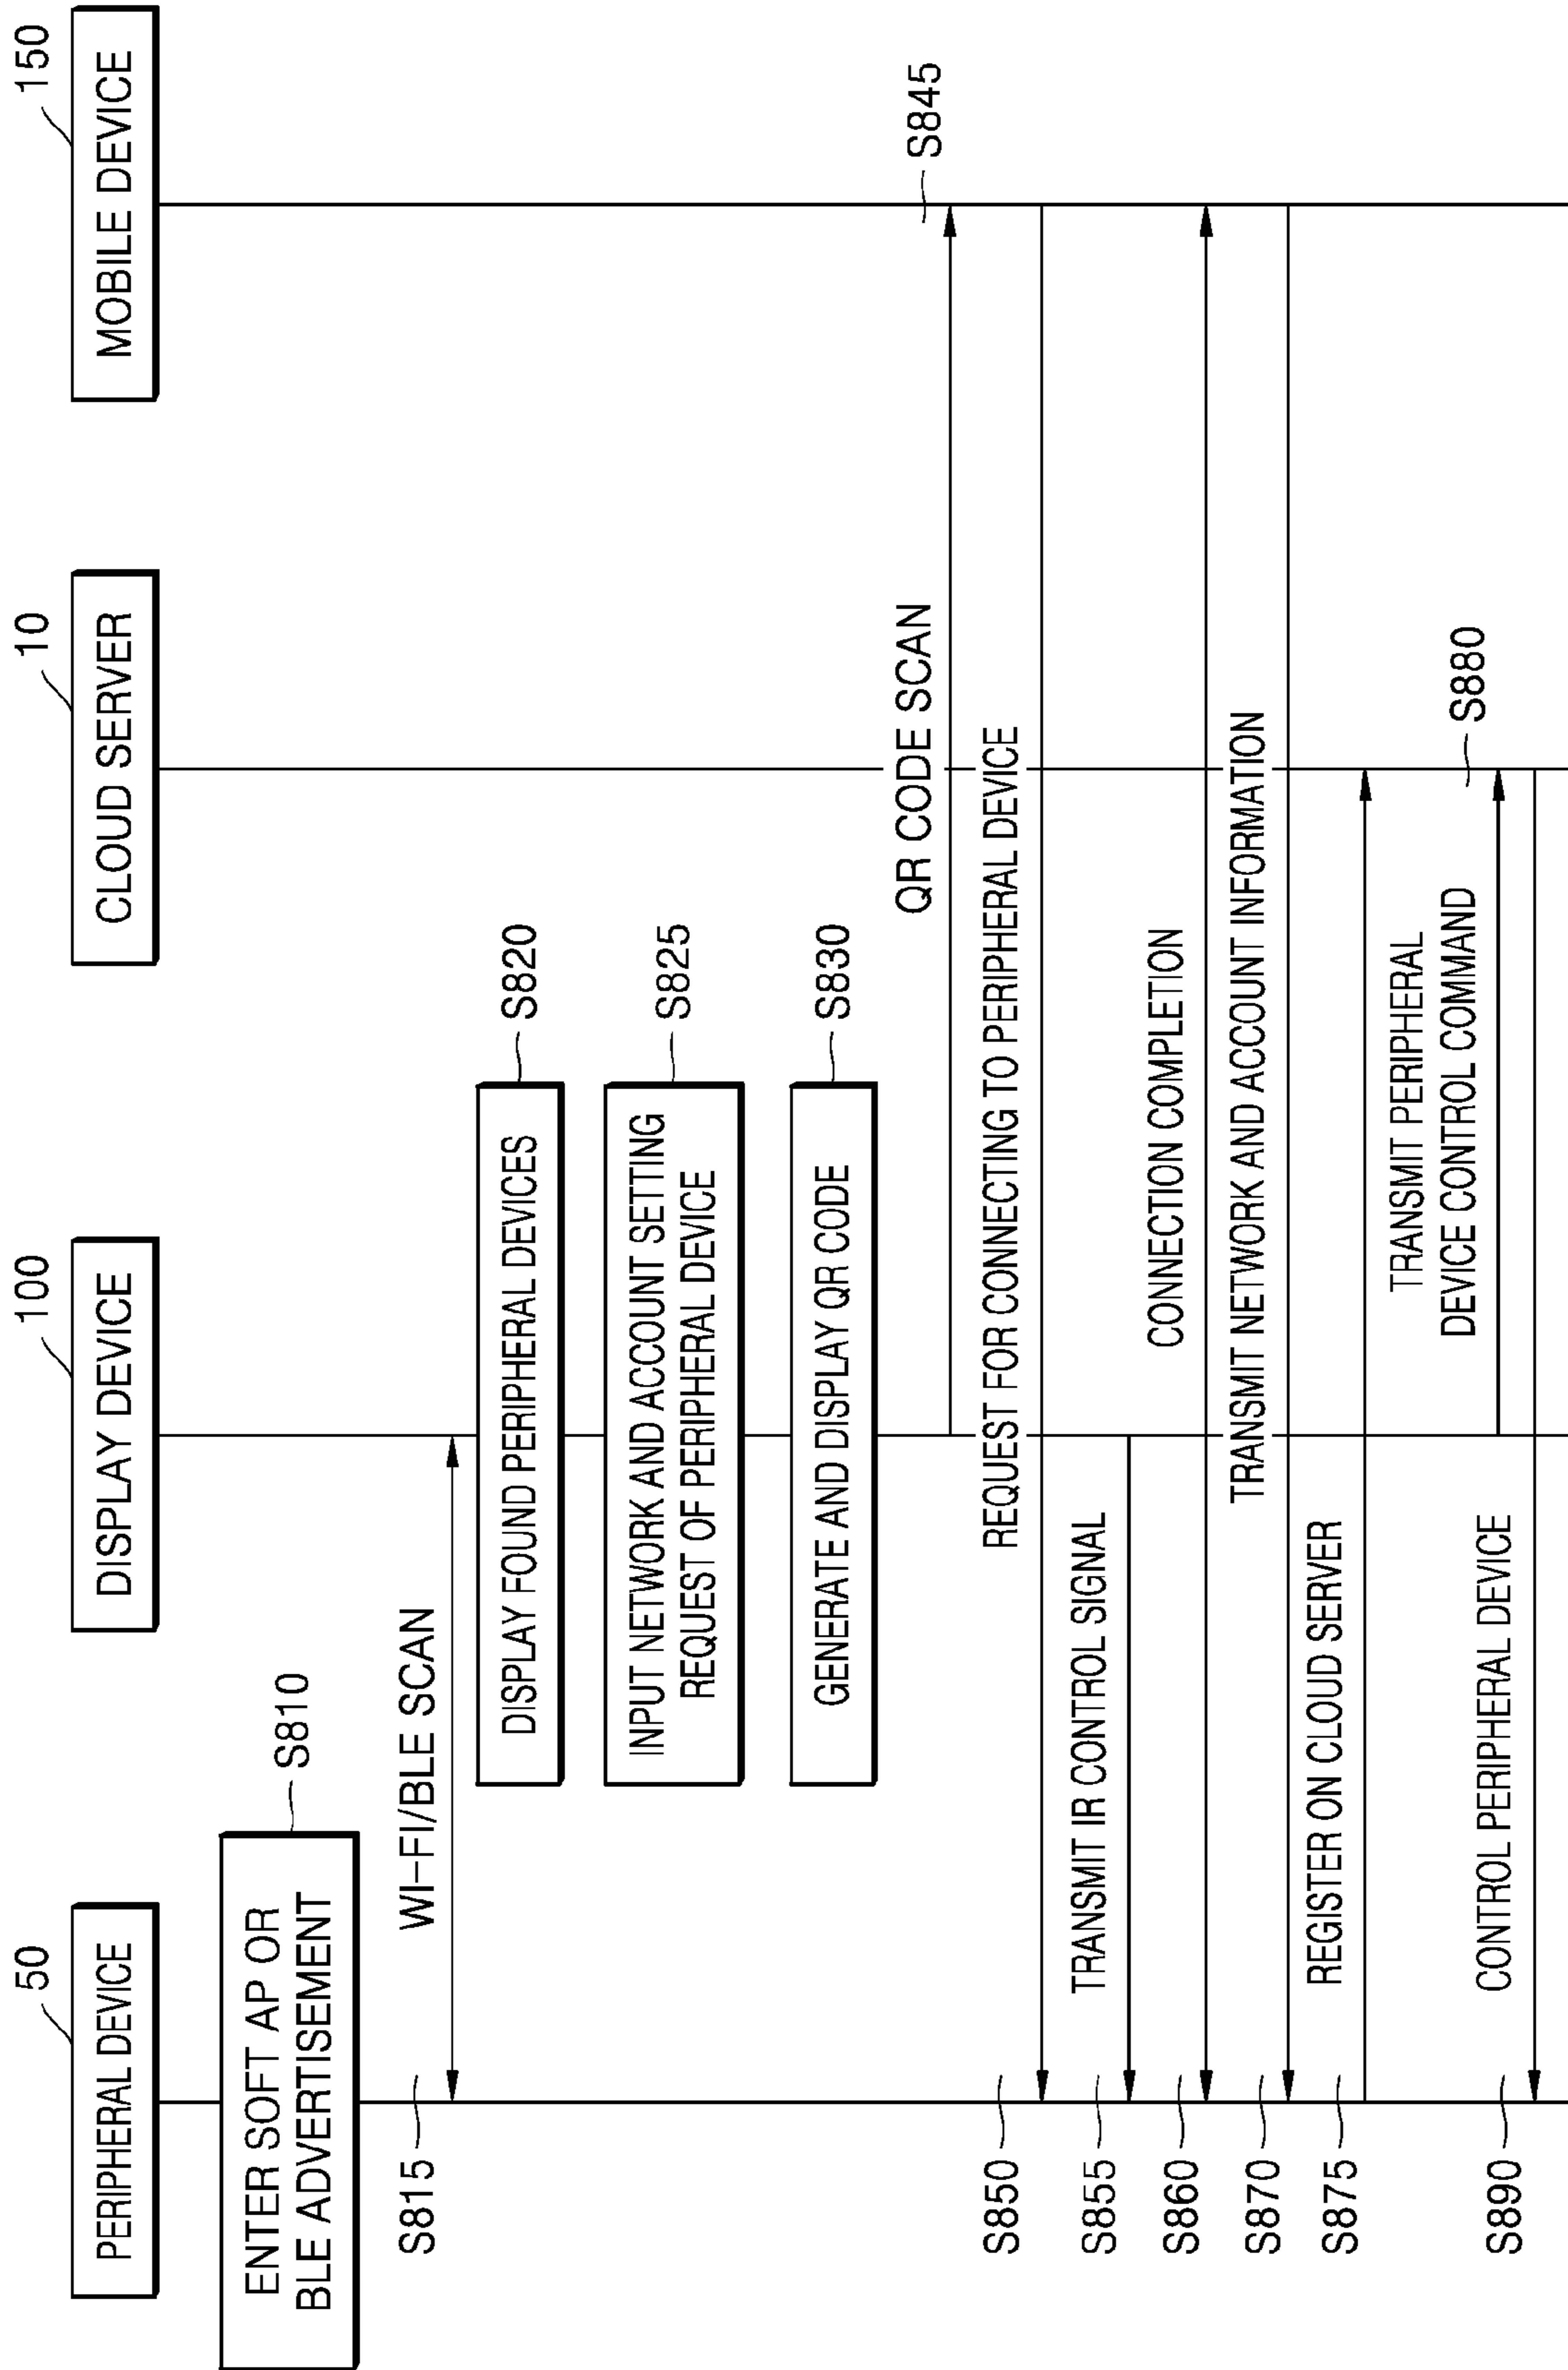 50
PERIPHERAL DEVICE
100
DISPLAY DEVICE
10
CLOUD SERVER
150
MOBILE DEVICE
ENTER SOFT AP OR
BLE ADVERTISEMENT
S810
S815
WI-FI/BLE SCAN
DISPLAY FOUND PERIPHERAL DEVICES
S820
INPUT NETWORK AND ACCOUNT SETTING
REQUEST OF PERIPHERAL DEVICE
S825
GENERATE AND DISPLAY QR CODE
S830
QR CODE SCAN
S845
S850
REQUEST FOR CONNECTING TO PERIPHERAL DEVICE
S855
TRANSMIT IR CONTROL SIGNAL
S860
CONNECTION COMPLETION
S870
TRANSMIT NETWORK AND ACCOUNT INFORMATION
S875
REGISTER ON CLOUD SERVER
TRANSMIT PERIPHERAL
DEVICE CONTROL COMMAND
S880
S890
CONTROL PERIPHERAL DEVICE